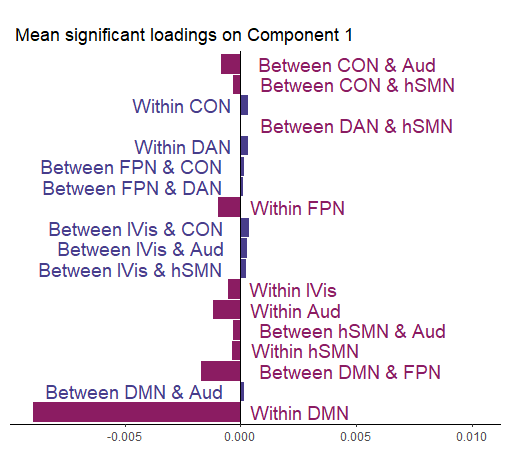 Mean significant loadings on Component 1
Between CON & Aud
Between CON & hSMN
Within CON
Between DAN & hSMN
Within DAN
Between FPN & CON
Between FPN & DAN
Within FPN
Between lVis & CON
Between lVis & Aud
Between lVis & hSMN
Within lVis
Within Aud
Between hSMN & Aud
Within hSMN
Between DMN & FPN
Between DMN & Aud
Within DMN
-0.005 0.000 0.005 0.010